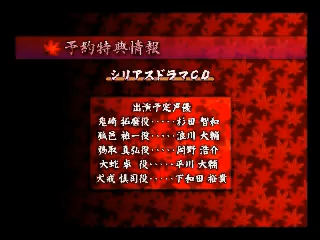 予約特典情報
シリアスドラマCD
出演予定声優
鬼崎 拓磨役‥‥‥杉田 智和
狐邑 祐一役‥‥‥浪川 大輔
鴉取 真弘役‥‥‥岡野 浩介
大蛇 卓 役‥‥‥平川 大輔
犬戒 慎司役‥‥‥下和田 裕貴